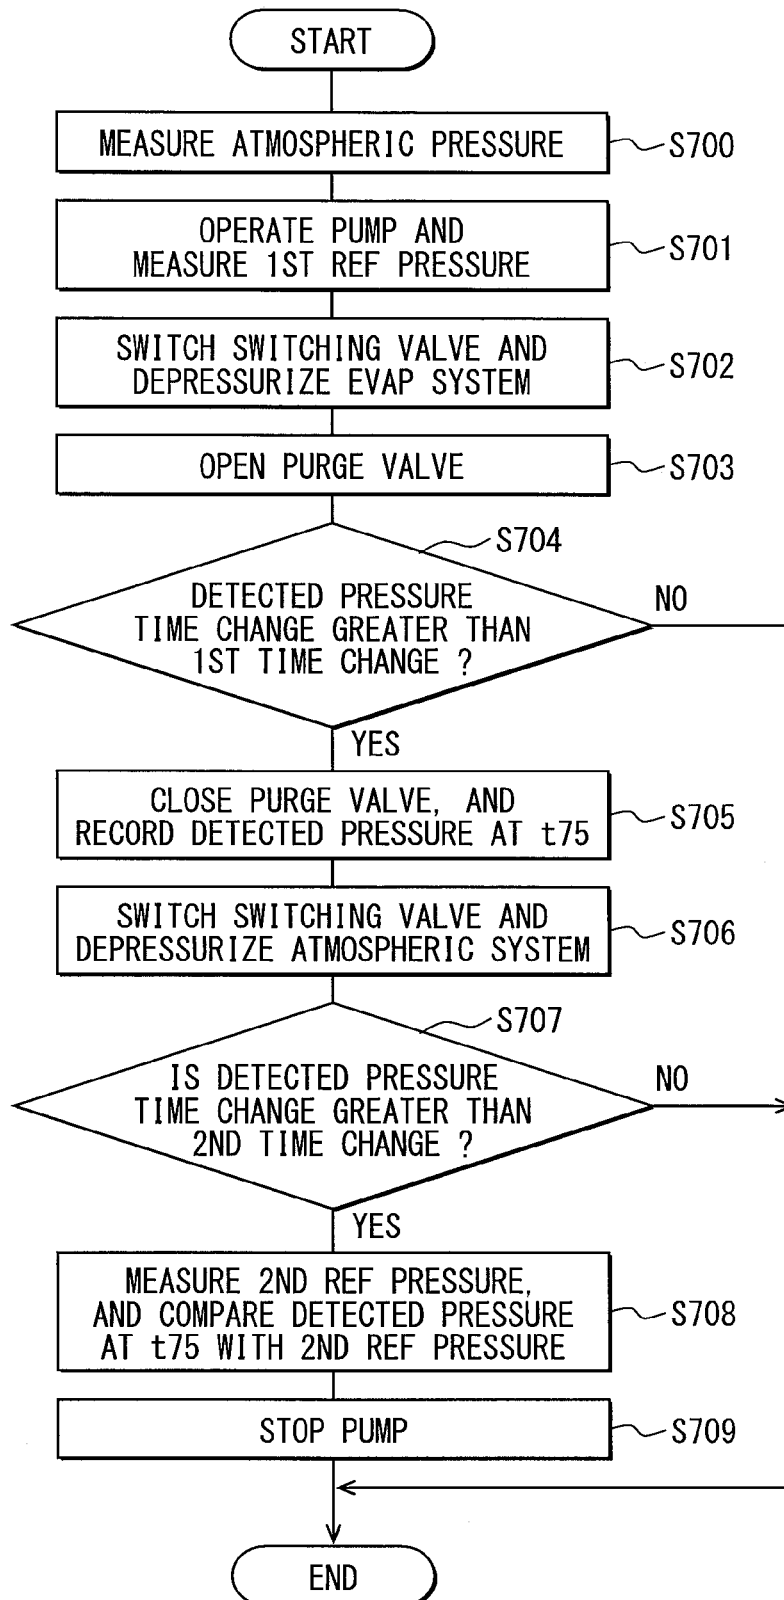 START
MEASURE ATMOSPHERIC PRESSURE
S700
OPERATE PUMP AND
MEASURE 1ST REF PRESSURE
S701
SWITCH SWITCHING VALVE AND
DEPRESSURIZE EVAP SYSTEM
S702
OPEN PURGE VALVE
S703
S704
DETECTED PRESSURE
TIME CHANGE GREATER THAN
1ST TIME CHANGE ?
NO
YES
CLOSE PURGE VALVE, AND
RECORD DETECTED PRESSURE AT t75
S705
SWITCH SWITCHING VALVE AND
DEPRESSURIZE ATMOSPHERIC SYSTEM
S706
S707
IS DETECTED PRESSURE
TIME CHANGE GREATER THAN
2ND TIME CHANGE ?
NO
YES
MEASURE 2ND REF PRESSURE,
AND COMPARE DETECTED PRESSURE
AT t75 WITH 2ND REF PRESSURE
S708
STOP PUMP
S709
END